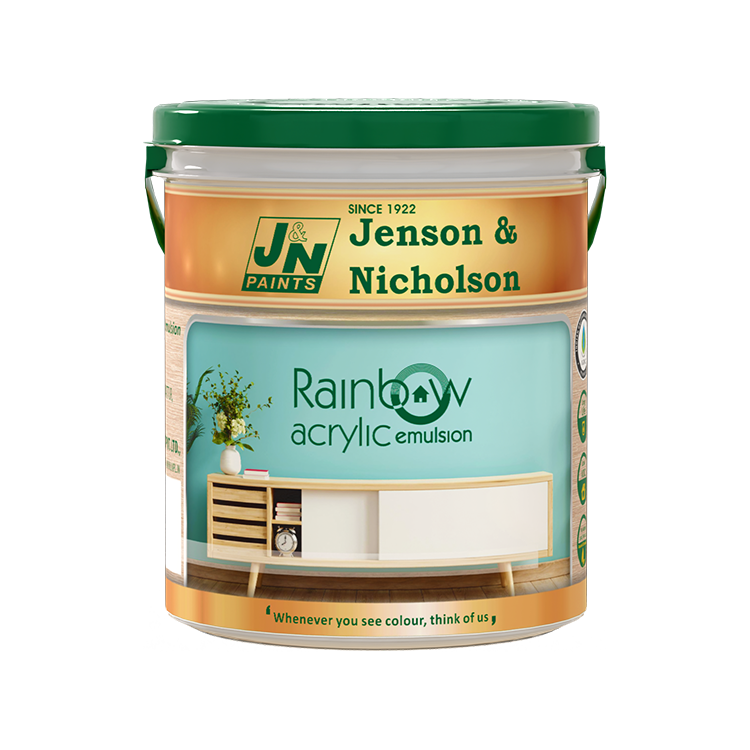 SINCE 1922
J&N
PAINTS
Jenson &
Nicholson
Rainbow
acrylic emulsion
‘Whenever you see colour, think of us’